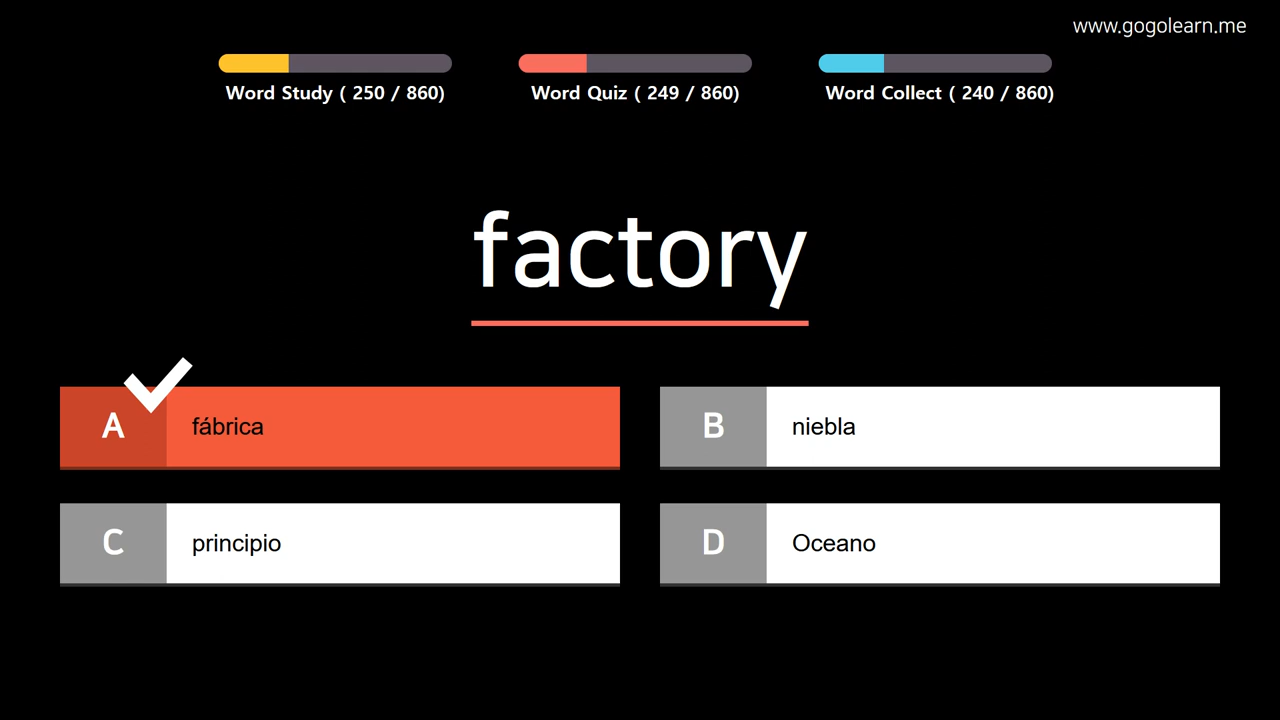 www.gogolearn.me
Word Study ( 250 / 860)
Word Quiz ( 249 / 860)
Word Collect ( 240 / 860)
factory
A fábrica
B niebla
C principio
D Oceano